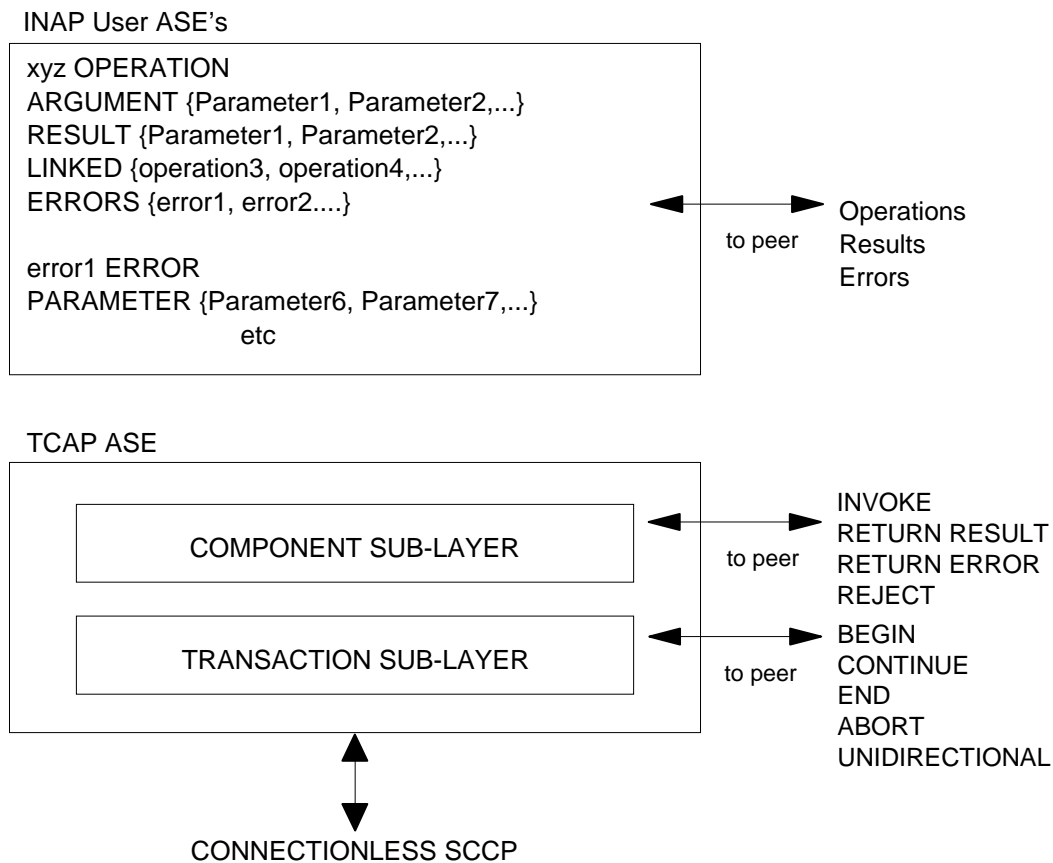 INAP User ASE's
xyz OPERATION
ARGUMENT {Parameter1, Parameter2,...}
RESULT {Parameter1, Parameter2,...}
LINKED {operation3, operation4,...}
ERRORS {error1, error2....}
error1 ERROR
PARAMETER {Parameter6, Parameter7,...}
etc
to peer
Operations
Results
Errors
TCAP ASE
COMPONENT SUB-LAYER
to peer
INVOKE
RETURN RESULT
RETURN ERROR
REJECT
TRANSACTION SUB-LAYER
to peer
BEGIN
CONTINUE
END
ABORT
UNIDIRECTIONAL
CONNECTIONLESS SCCP